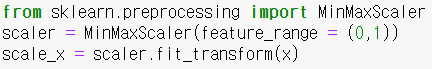 from sklearn.preprocessing import MinMaxScaler
scaler = MinMaxScaler(feature_range = (0,1))
scale_x = scaler.fit_transform(x)